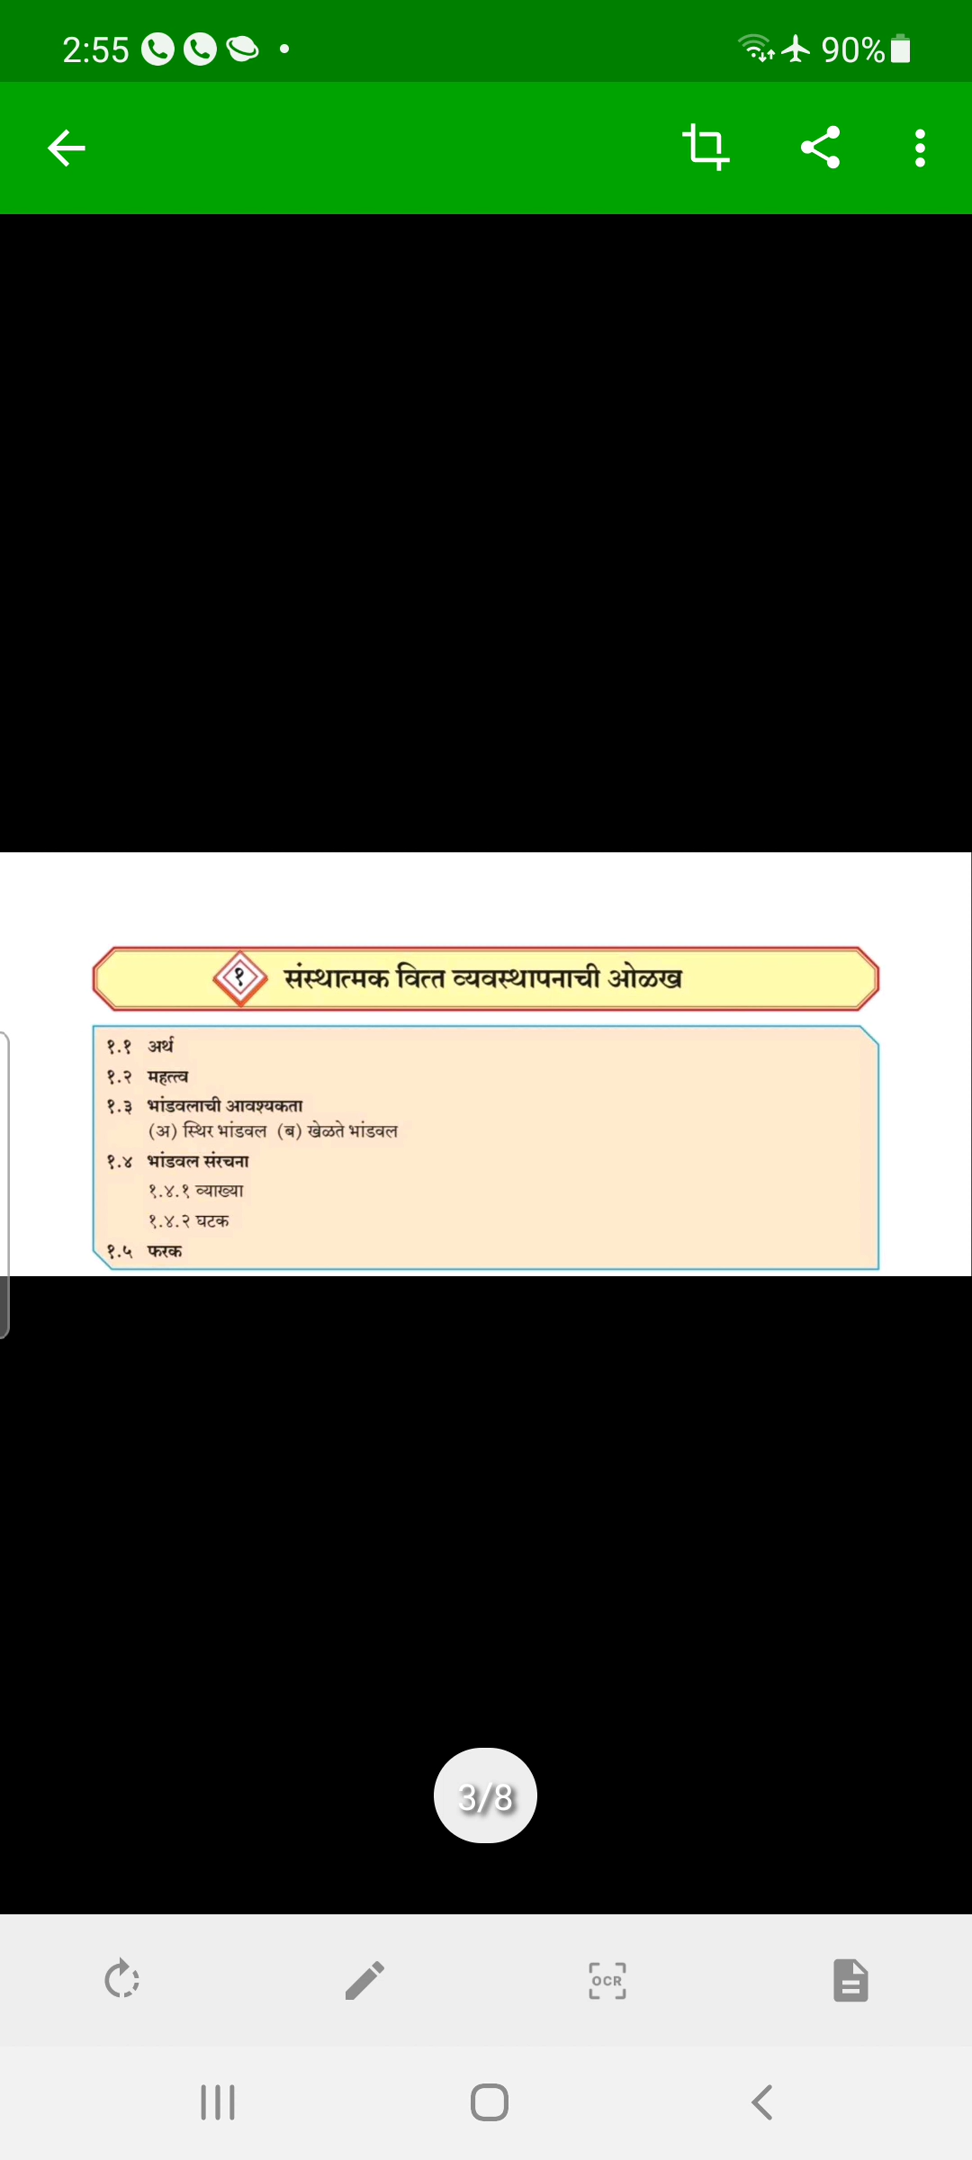 2:55
90%
१ संस्थात्मक वित्त व्यवस्थापनाची ओळख
१.१ अर्थ
१.२ महत्त्व
१.३ भांडवलाची आवश्यकता
(अ) स्थिर भांडवल (ब) खेळते भांडवल
१.४ भांडवल संरचना
१.४.१ व्याख्या
१.४.२ घटक
१.५ फरक
3/8
OCR